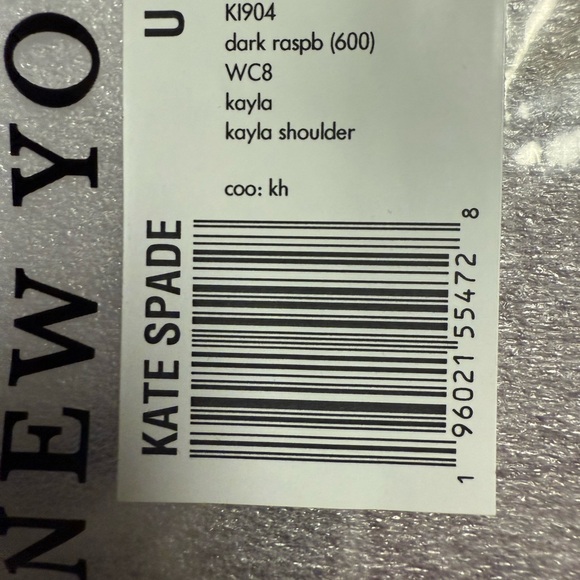 KI904
dark raspb (600)
WC8
kayla
kayla shoulder
coo: kh
KATE SPADE
U
1 96021 55472 8
NEW YO